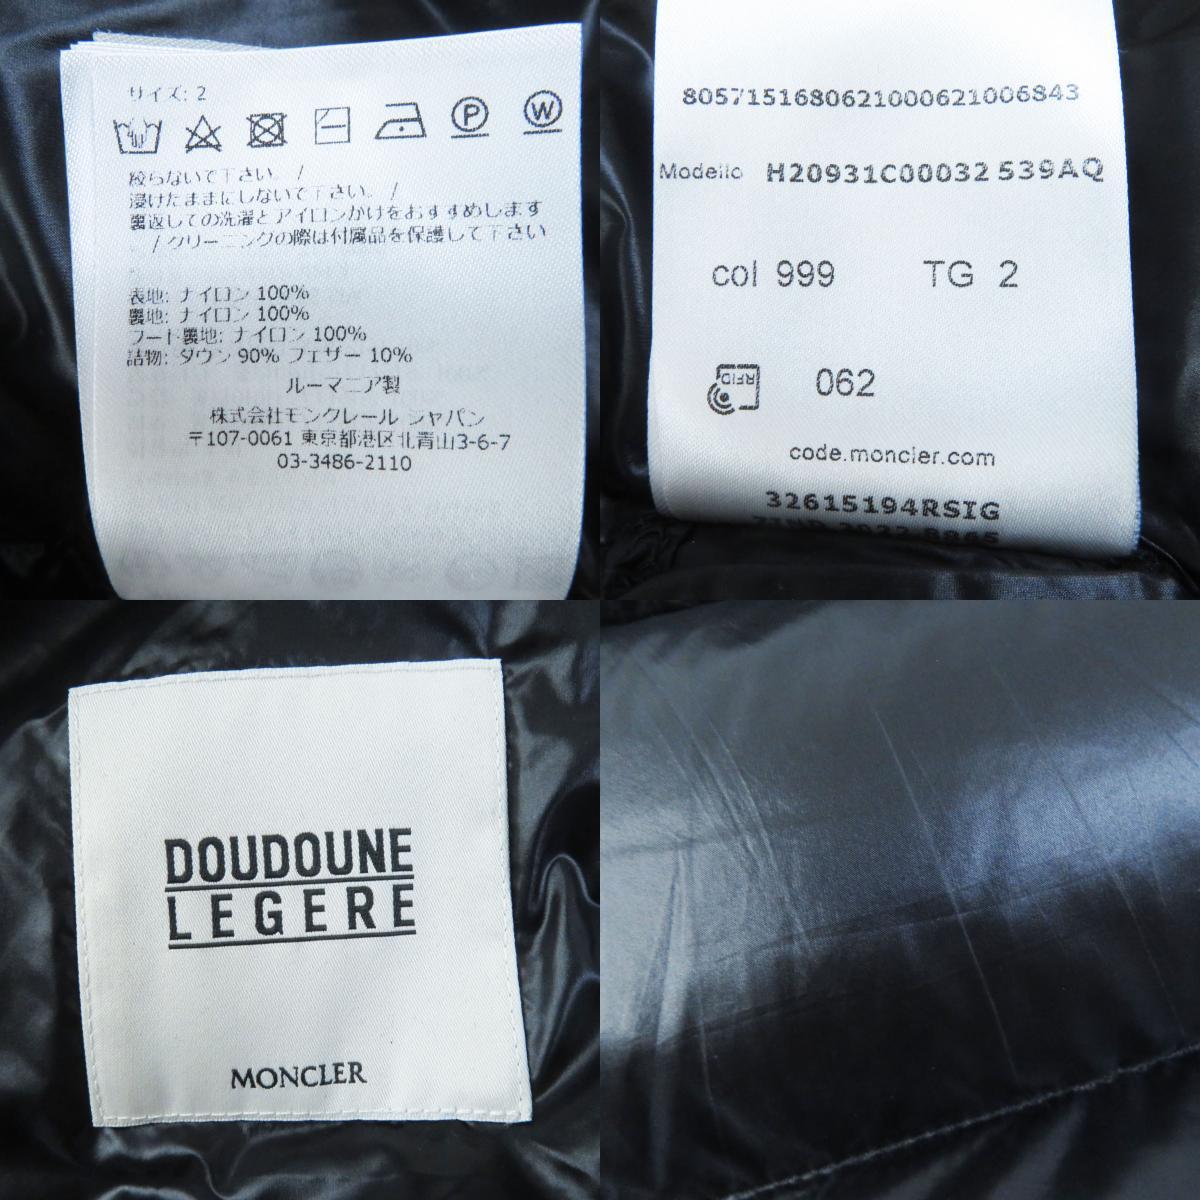 サイズ: 2
P W
絞らないで下さい。/
浸けたままにしないで下さい。/
裏返しての洗濯とアイロンかけをおすすめします
。/クリーニングの際は付属品を保護して下さい
表地: ナイロン 100%
裏地: ナイロン 100%
フード裏地: ナイロン 100%
詰物: ダウン 90% フェザー 10%
ルーマニア製
株式会社モンクレール ジャパン
〒107-0061 東京都港区北青山3-6-7
03-3486-2110
8057151680621000621006843
Modello H20931C00032 539AQ
col 999 TG 2
RFID 062
code.moncler.com
32615194RSIG
DOUDOUNE
LEGERE
MONCLER